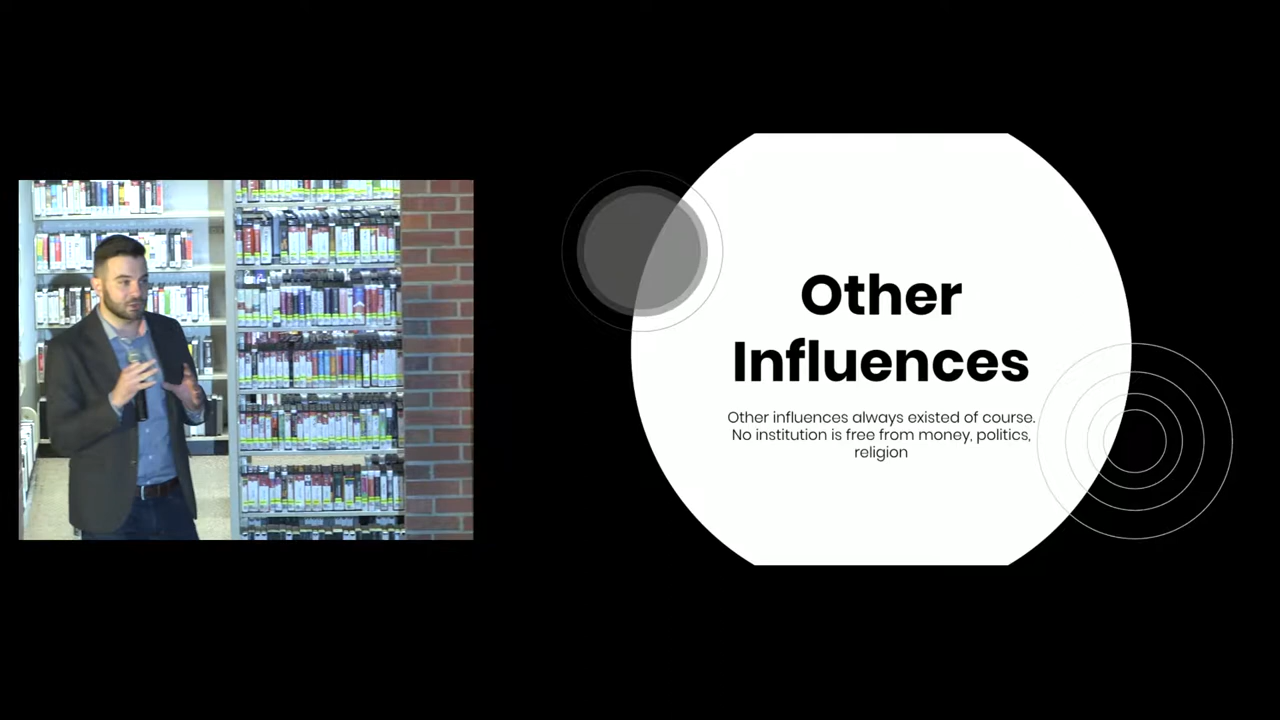 Other
Influences
Other influences always existed of course.
No institution is free from money, politics,
religion